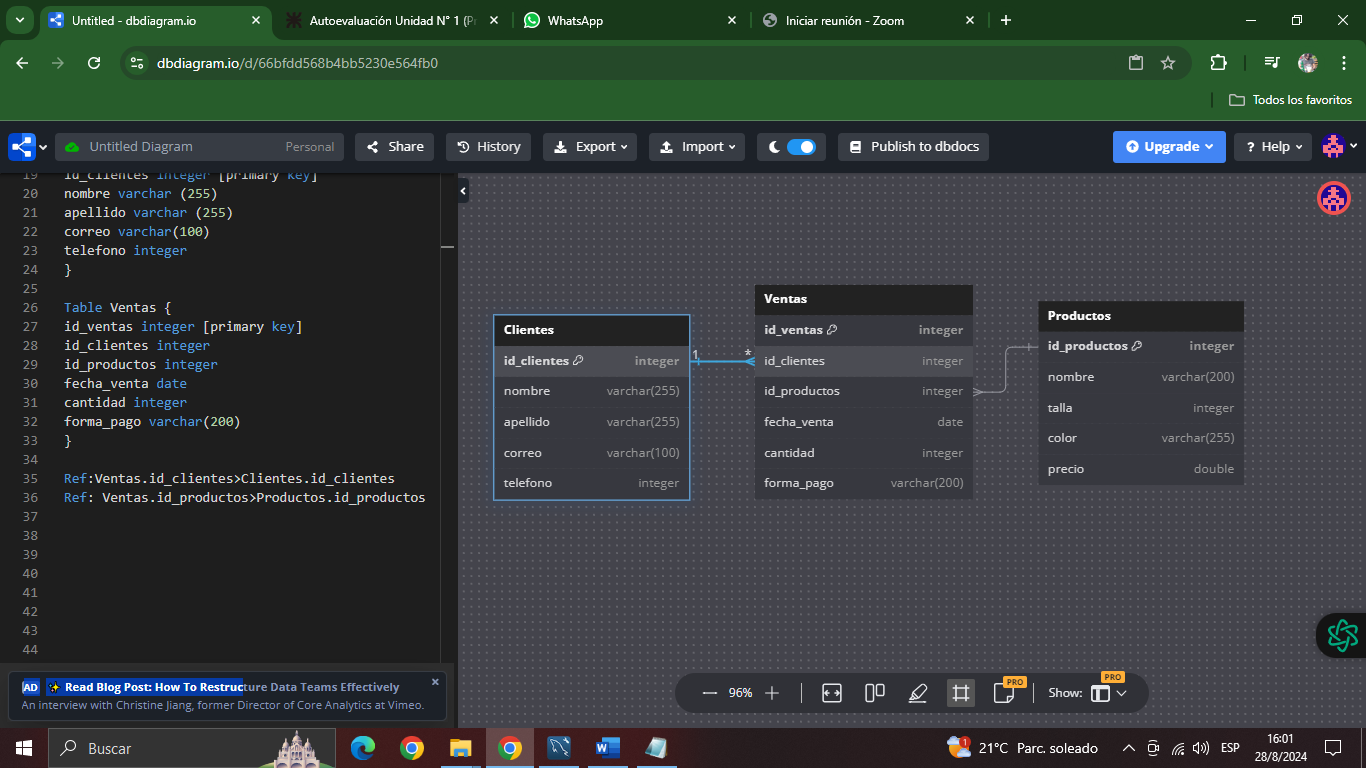 Untitled - dbdiagram.io
Autoevaluación Unidad N° 1 (Pr
WhatsApp
Iniciar reunión - Zoom
dbdiagram.io/d/66bfdd568b4bb5230e564fb0
Todos los favoritos
Untitled Diagram Personal
Share
History
Export
Import
Publish to dbdocs
Upgrade
? Help
19 id_clientes integer [primary key]
20 nombre varchar (255)
21 apellido varchar (255)
22 correo varchar(100)
23 telefono integer
24 }
25
26 Table Ventas {
27 id_ventas integer [primary key]
28 id_clientes integer
29 id_productos integer
30 fecha_venta date
31 cantidad integer
32 forma_pago varchar(200)
33 }
34
35 Ref:Ventas.id_clientes>Clientes.id_clientes
36 Ref: Ventas.id_productos>Productos.id_productos
37
38
39
40
41
42
43
44
Clientes
id_clientes integer
nombre varchar(255)
apellido varchar(255)
correo varchar(100)
telefono integer
1 *
Ventas
id_ventas integer
id_clientes integer
id_productos integer
fecha_venta date
cantidad integer
forma_pago varchar(200)
Productos
id_productos integer
nombre varchar(200)
talla integer
color varchar(255)
precio double
AD ✨ Read Blog Post: How To Restructure Data Teams Effectively
An interview with Christine Jiang, former Director of Core Analytics at Vimeo.
96%
PRO
Show:
PRO
Buscar
1
21°C Parc. soleado
ESP
16:01
28/8/2024